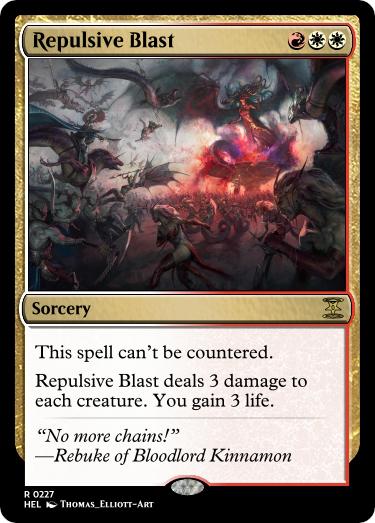 Repulsive Blast
Sorcery
This spell can't be countered.
Repulsive Blast deals 3 damage to
each creature. You gain 3 life.
“No more chains!”
—Rebuke of Bloodlord Kinnamon
R 0227
HEL Thomas_Elliott-Art